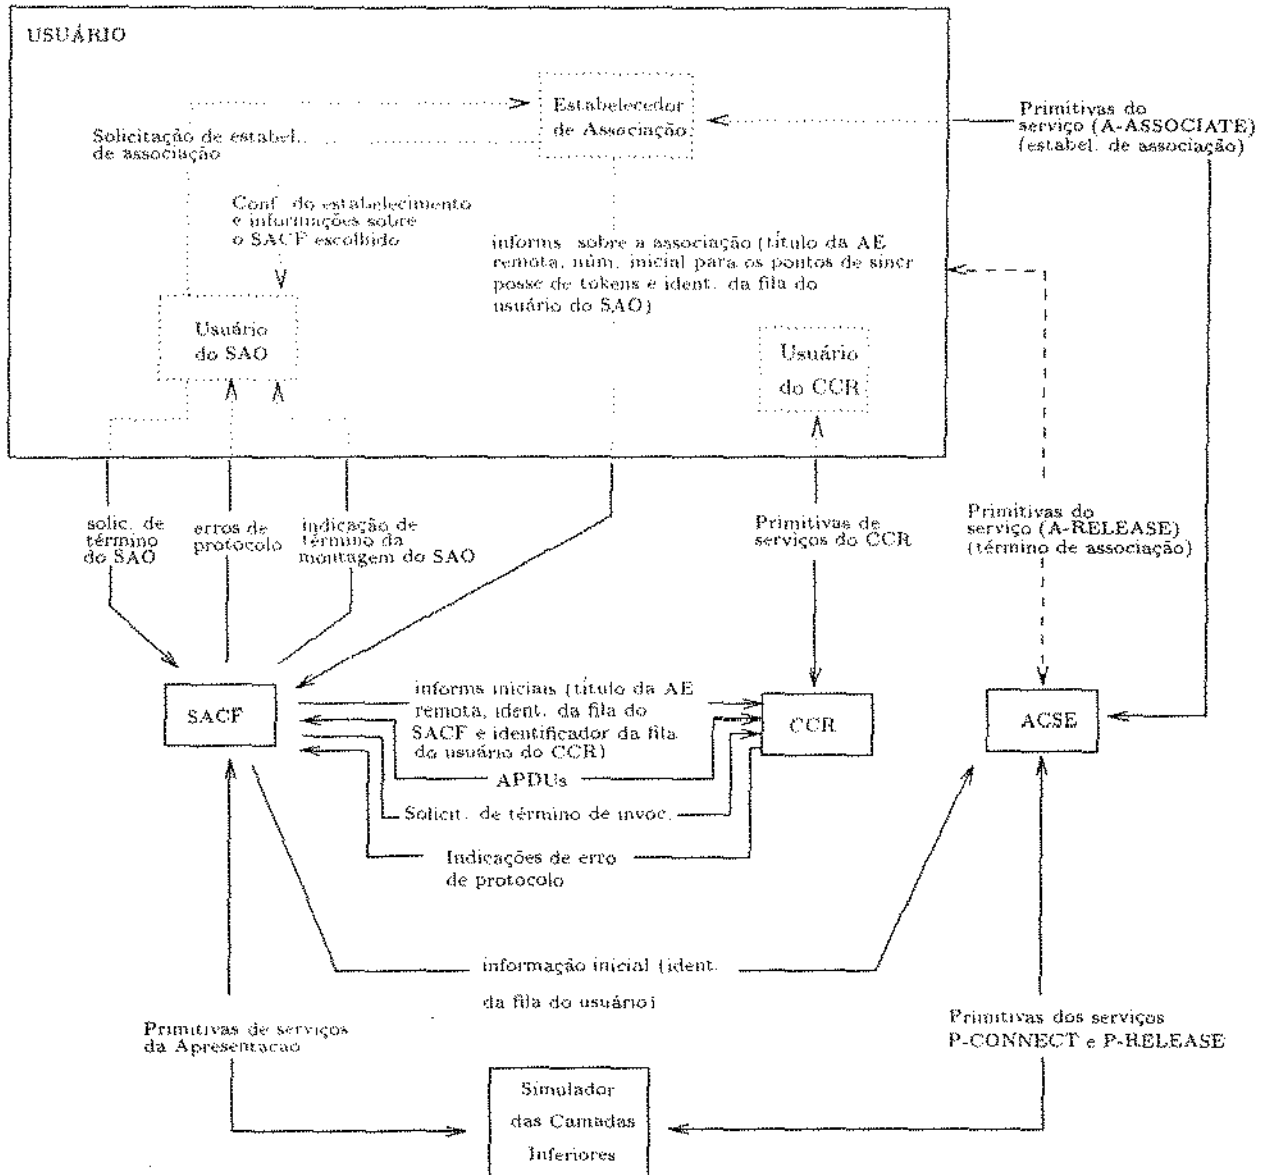 USUÁRIO
Estabelecedor
de Associação
Solicitação de estabel.
de associação
Primitivas do
serviço (A-ASSOCIATE)
(estabel. de associação)
Conf. do estabelecimento
e informações sobre
o SACF escolhido
informs sobre a associação (título da AE
remota, núm. inicial para os pontos de sincr
posse de tokens e ident. da fila do
usuário do SAO)
Usuário
do SAO
Usuário
do CCR
solic. de
término
do SAO
erros de
protocolo
indicação de
término da
montagem do SAO
Primitivas de
serviços do CCR
Primitivas do
serviço (A-RELEASE)
(término de associação)
SACF
informs iniciais (título da AE
remota, ident. da fila do
SACF e identificador da fila
do usuário do CCR)
CCR
ACSE
APDUs
Solicit. de término de invoc.
Indicações de erro
de protocolo
informação inicial (ident.
da fila do usuário)
Primitivas de serviços
da Apresentacao
Primitivas dos serviços
P-CONNECT e P-RELEASE
Simulador
das Camadas
Inferiores